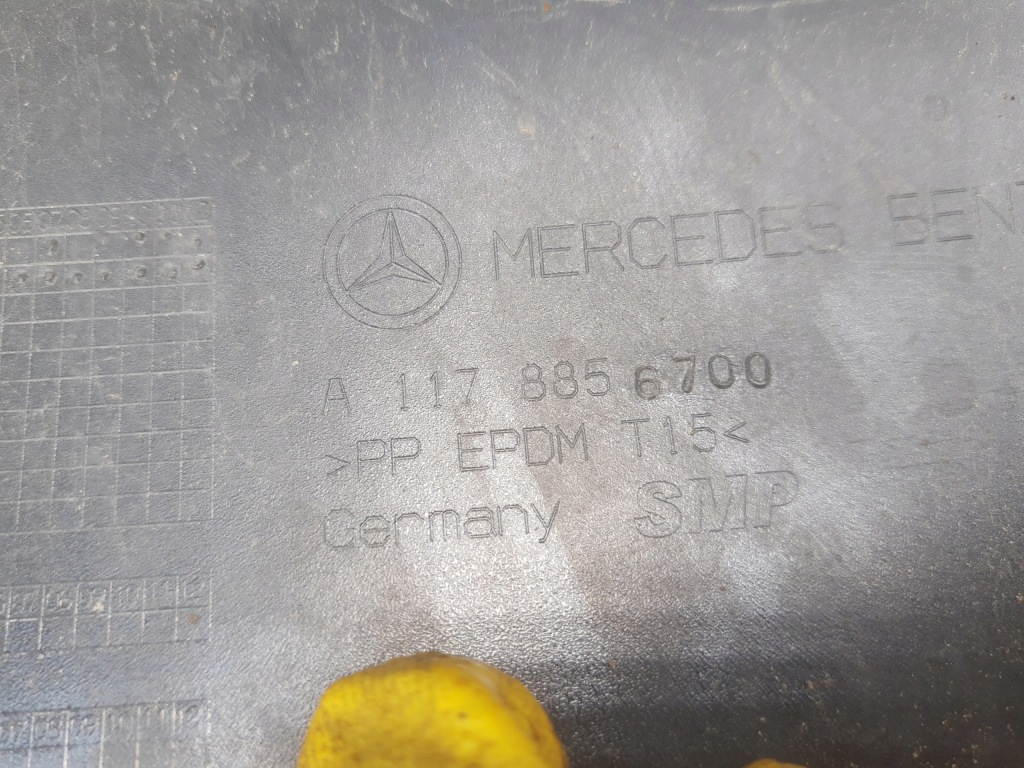 MERCEDES BEN
A 117 885 6700
>PP EPDM T15<
Germany SMP